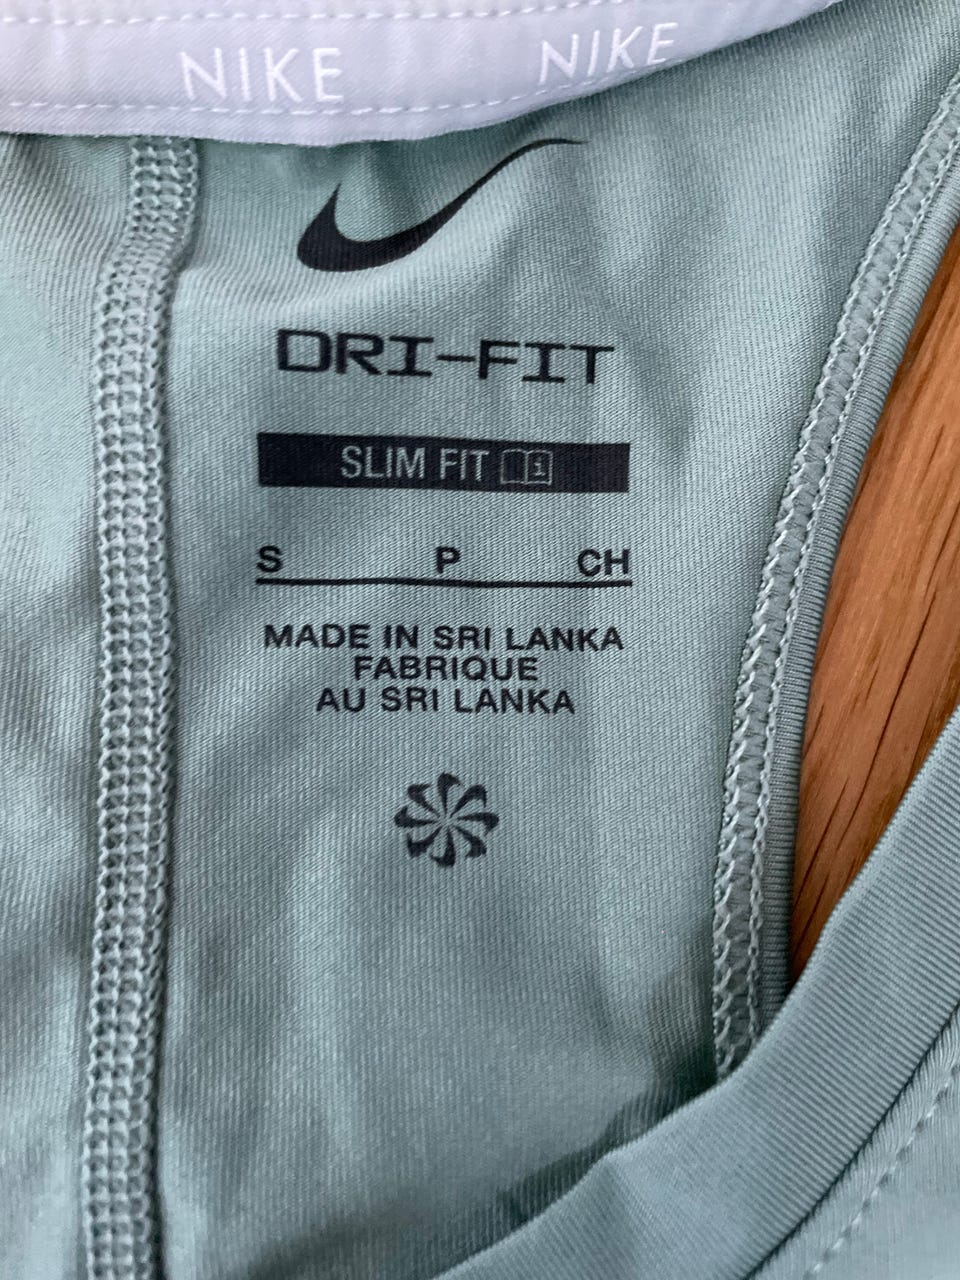 NIKE NIKE
DRI-FIT
SLIM FIT
S P CH
MADE IN SRI LANKA
FABRIQUE
AU SRI LANKA